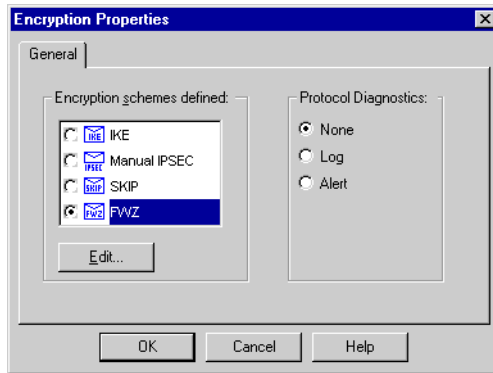 Encryption Properties
General
Encryption schemes defined:
IKE IKE
IPSEC Manual IPSEC
SKIP SKIP
FWZ FWZ
Edit...
Protocol Diagnostics:
None
Log
Alert
OK Cancel Help